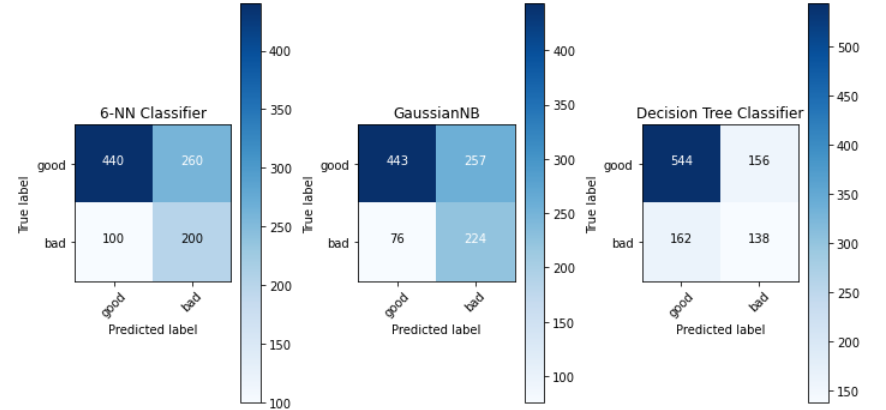 6-NN Classifier
True label
good
bad
440 260
100 200
good bad
Predicted label
400
350
300
250
200
150
100
GaussianNB
True label
good
bad
443 257
76 224
good bad
Predicted label
400
300
250
200
150
100
Decision Tree Classifier
True label
good
bad
544 156
162 138
good bad
Predicted label
500
450
400
350
300
250
200
150